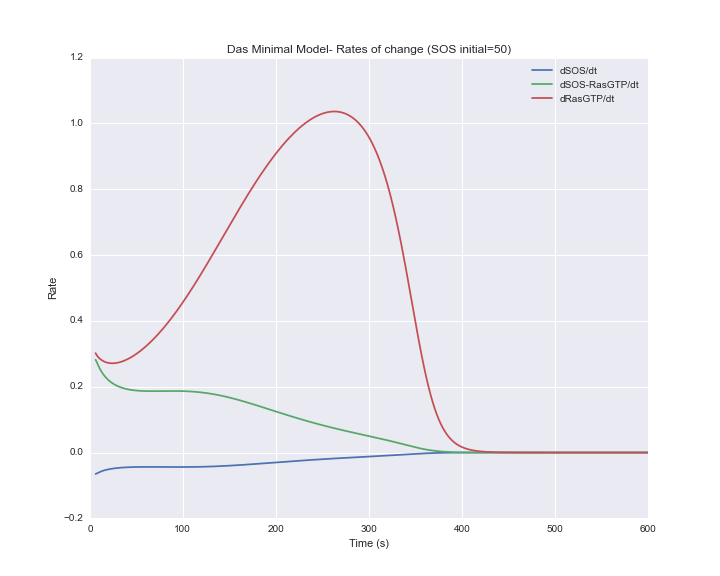 Das Minimal Model- Rates of change (SOS initial=50)
1.2
1.0
0.8
0.6
0.4
0.2
0.0
−0.2
Rate
dSOS/dt
dSOS-RasGTP/dt
dRasGTP/dt
0 100 200 300 400 500 600
Time (s)